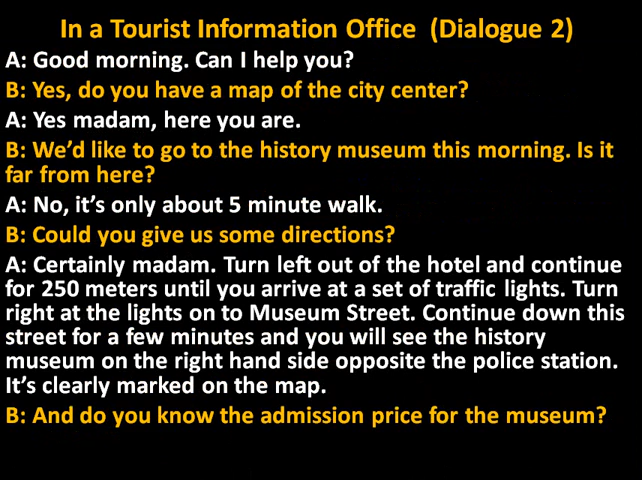 In a Tourist Information Office  (Dialogue 2)
A: Good morning. Can I help you?
B: Yes, do you have a map of the city center?
A: Yes madam, here you are.
B: We'd like to go to the history museum this morning. Is it
far from here?
A: No, it's only about 5 minute walk.
B: Could you give us some directions?
A: Certainly madam. Turn left out of the hotel and continue
for 250 meters until you arrive at a set of traffic lights. Turn
right at the lights on to Museum Street. Continue down this
street for a few minutes and you will see the history
museum on the right hand side opposite the police station.
It's clearly marked on the map.
B: And do you know the admission price for the museum?